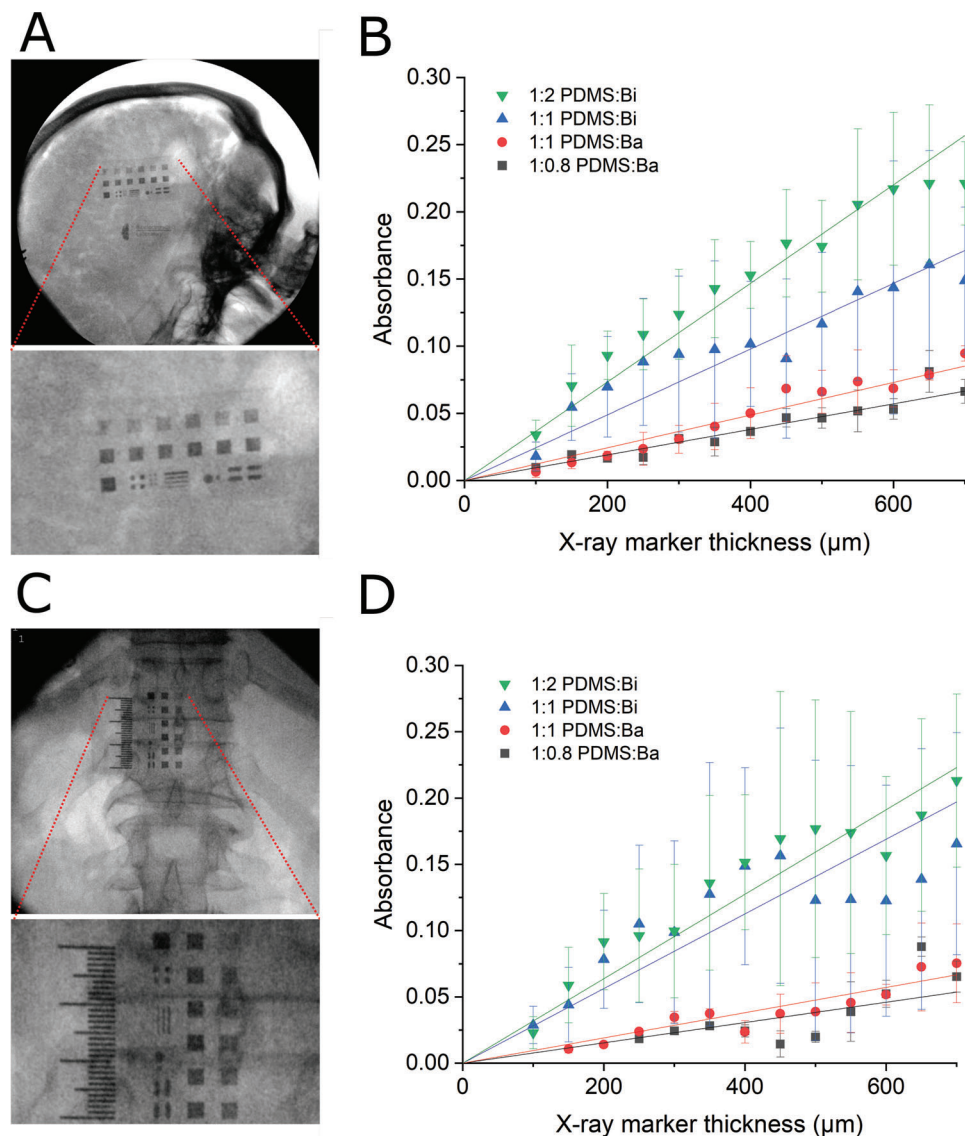 A
B
0.30
0.25
0.20
0.15
0.10
0.05
0.00
Absorbance
1:2 PDMS:Bi
1:1 PDMS:Bi
1:1 PDMS:Ba
1:0.8 PDMS:Ba
0
200
400
600
X-ray marker thickness (µm)
C
1
D
0.30
0.25
0.20
0.15
0.10
0.05
0.00
Absorbance
1:2 PDMS:Bi
1:1 PDMS:Bi
1:1 PDMS:Ba
1:0.8 PDMS:Ba
0
200
400
600
X-ray marker thickness (µm)